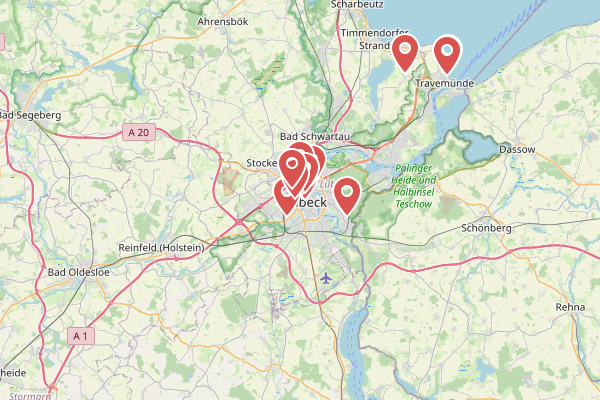 Scharbeutz
Ahrensbök
Timmendorfer
Strand
Travemünde
Bad Segeberg
A 20
Bad Schwartau
Dassow
Stocke
Palinger
Heide und
Halbinsel
Teschow
Lüb
beck
Schönberg
Reinfeld (Holstein)
Bad Oldesloe
Rehna
A 1
heide
Stormarn